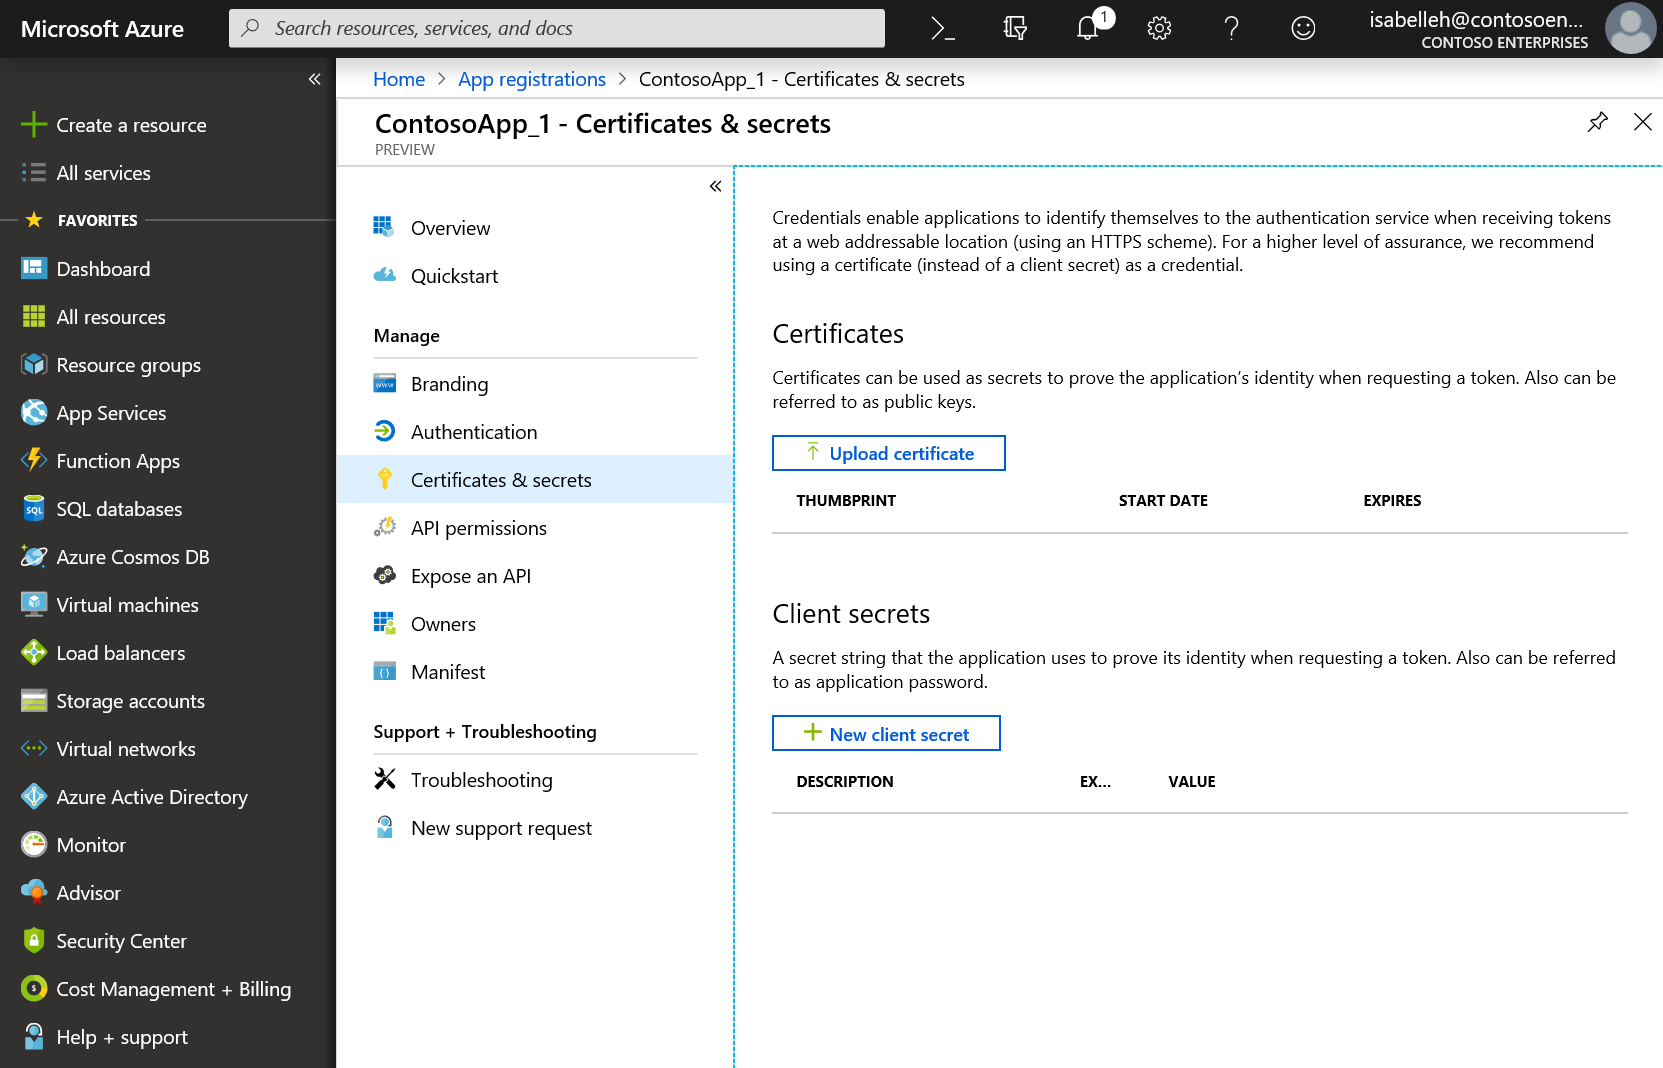 Microsoft Azure
Search resources, services, and docs
1
isabelleh@contosoen...
CONTOSO ENTERPRISES
Create a resource
All services
FAVORITES
Dashboard
All resources
Resource groups
App Services
Function Apps
SQL
SQL databases
Azure Cosmos DB
Virtual machines
Load balancers
Storage accounts
Virtual networks
Azure Active Directory
Monitor
Advisor
Security Center
Cost Management + Billing
Help + support
Home > App registrations > ContosoApp_1 - Certificates & secrets
ContosoApp_1 - Certificates & secrets
PREVIEW
Overview
Quickstart
Manage
www
Branding
Authentication
Certificates & secrets
API permissions
Expose an API
Owners
Manifest
Support + Troubleshooting
Troubleshooting
New support request
Credentials enable applications to identify themselves to the authentication service when receiving tokens
at a web addressable location (using an HTTPS scheme). For a higher level of assurance, we recommend
using a certificate (instead of a client secret) as a credential.
Certificates
Certificates can be used as secrets to prove the application's identity when requesting a token. Also can be
referred to as public keys.
Upload certificate
THUMBPRINT START DATE EXPIRES
Client secrets
A secret string that the application uses to prove its identity when requesting a token. Also can be referred
to as application password.
New client secret
DESCRIPTION EX... VALUE